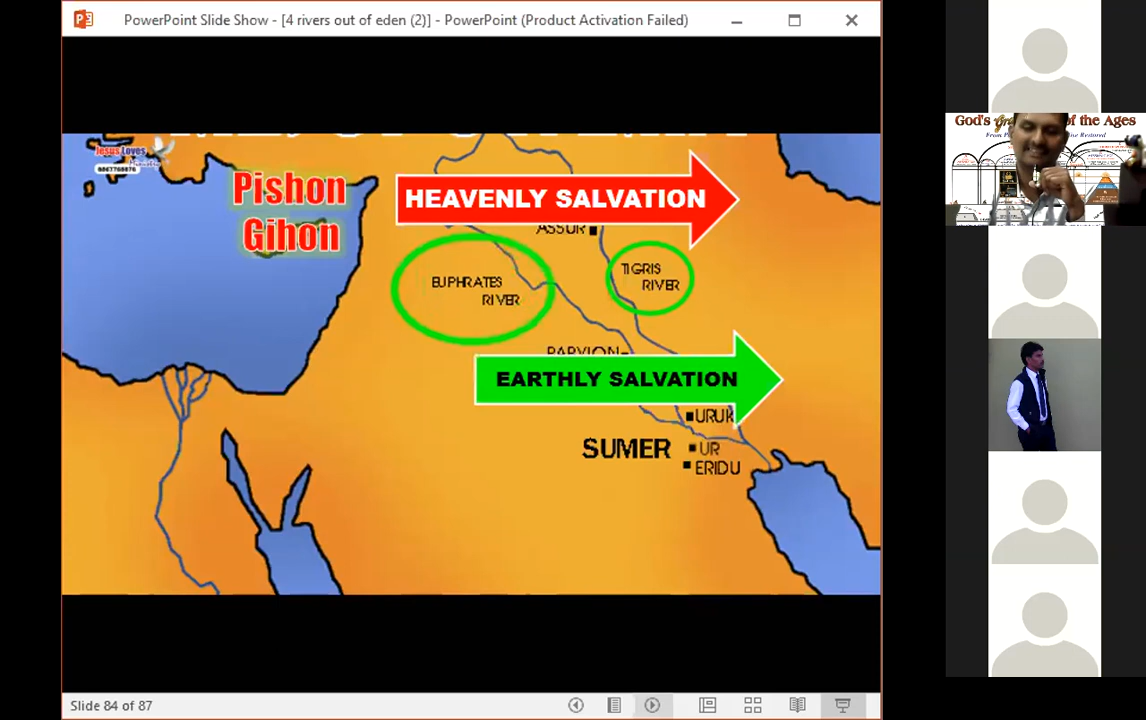 PowerPoint Slide Show - [4 rivers out of eden (2)] - PowerPoint (Product Activation Failed)
Jesus Loves
Pishon
Gihon
HEAVENLY SALVATION
ASSUR
EUPHRATES
RIVER
TIGRIS
RIVER
BABYLON
EARTHLY SALVATION
URUK
SUMER
UR
ERIDU
Slide 84 of 87
God's of the Ages